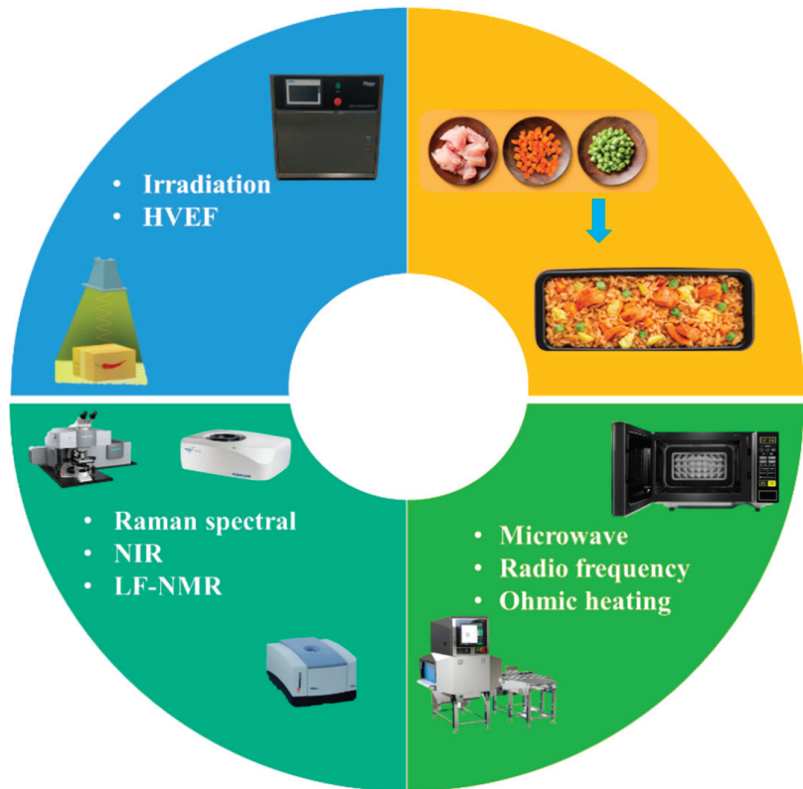 • Irradiation
• HVEF
• Raman spectral
• NIR
• LF-NMR
• Microwave
• Radio frequency
• Ohmic heating